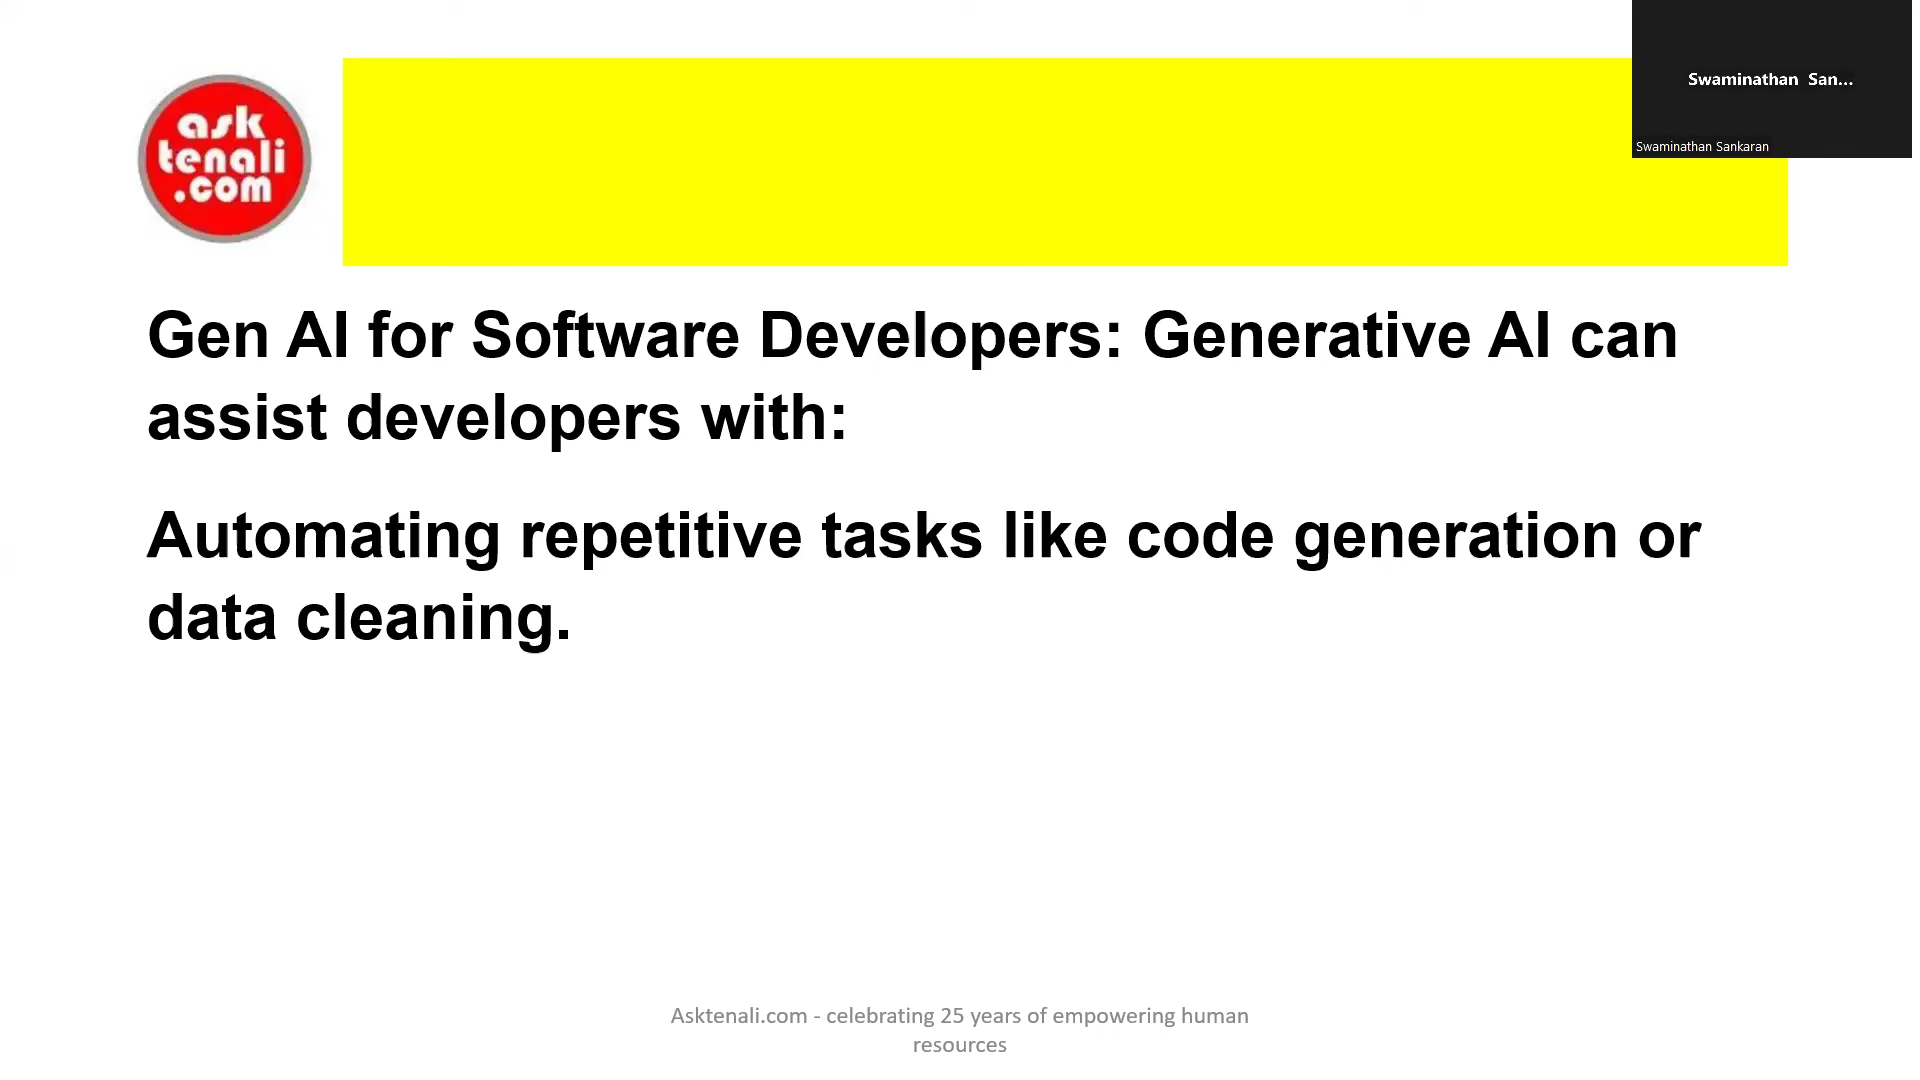 ask
tenali
.com
Swaminathan San...
Swaminathan Sankaran
Gen AI for Software Developers: Generative AI can
assist developers with:
Automating repetitive tasks like code generation or
data cleaning.
Asktenali.com - celebrating 25 years of empowering human
resources